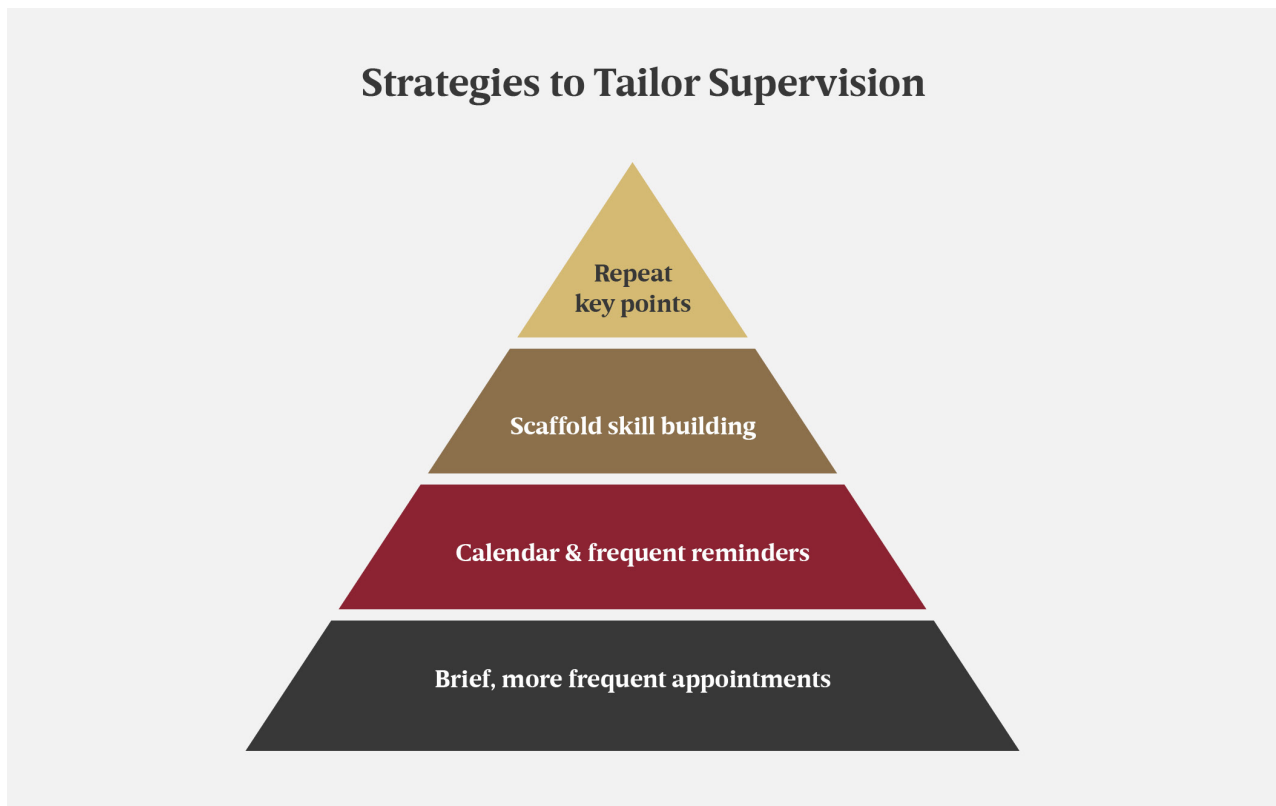 Strategies to Tailor Supervision
Repeat
key points
Scaffold skill building
Calendar & frequent reminders
Brief, more frequent appointments